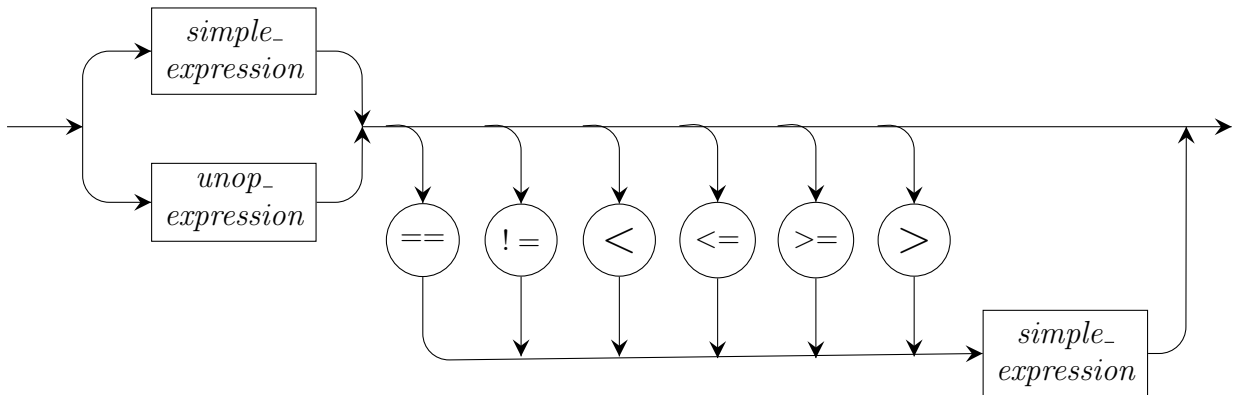 simple_
expression
unop_
expression
== != < <= >= >
simple_
expression